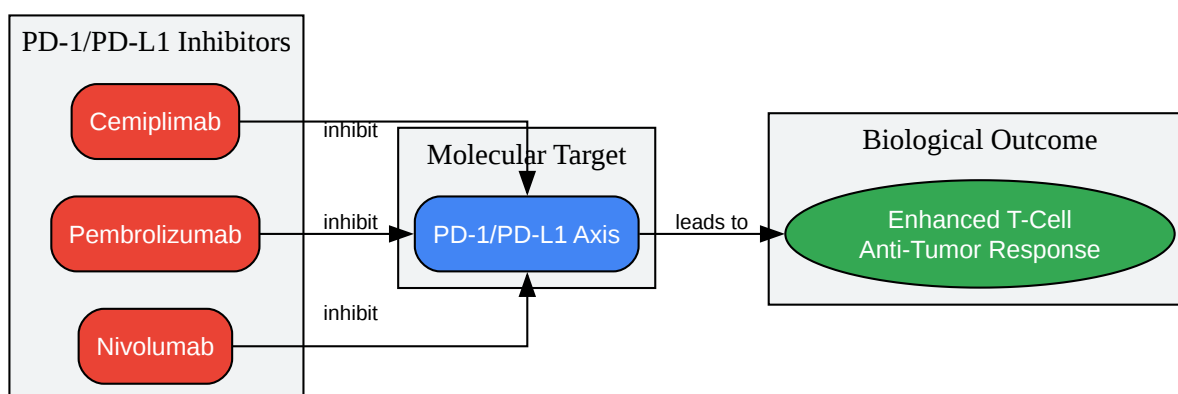 PD-1/PD-L1 Inhibitors
Cemiplimab
inhibit
Molecular Target
Biological Outcome
Pembrolizumab
inhibit
PD-1/PD-L1 Axis
leads to
Enhanced T-Cell
Anti-Tumor Response
inhibit
Nivolumab